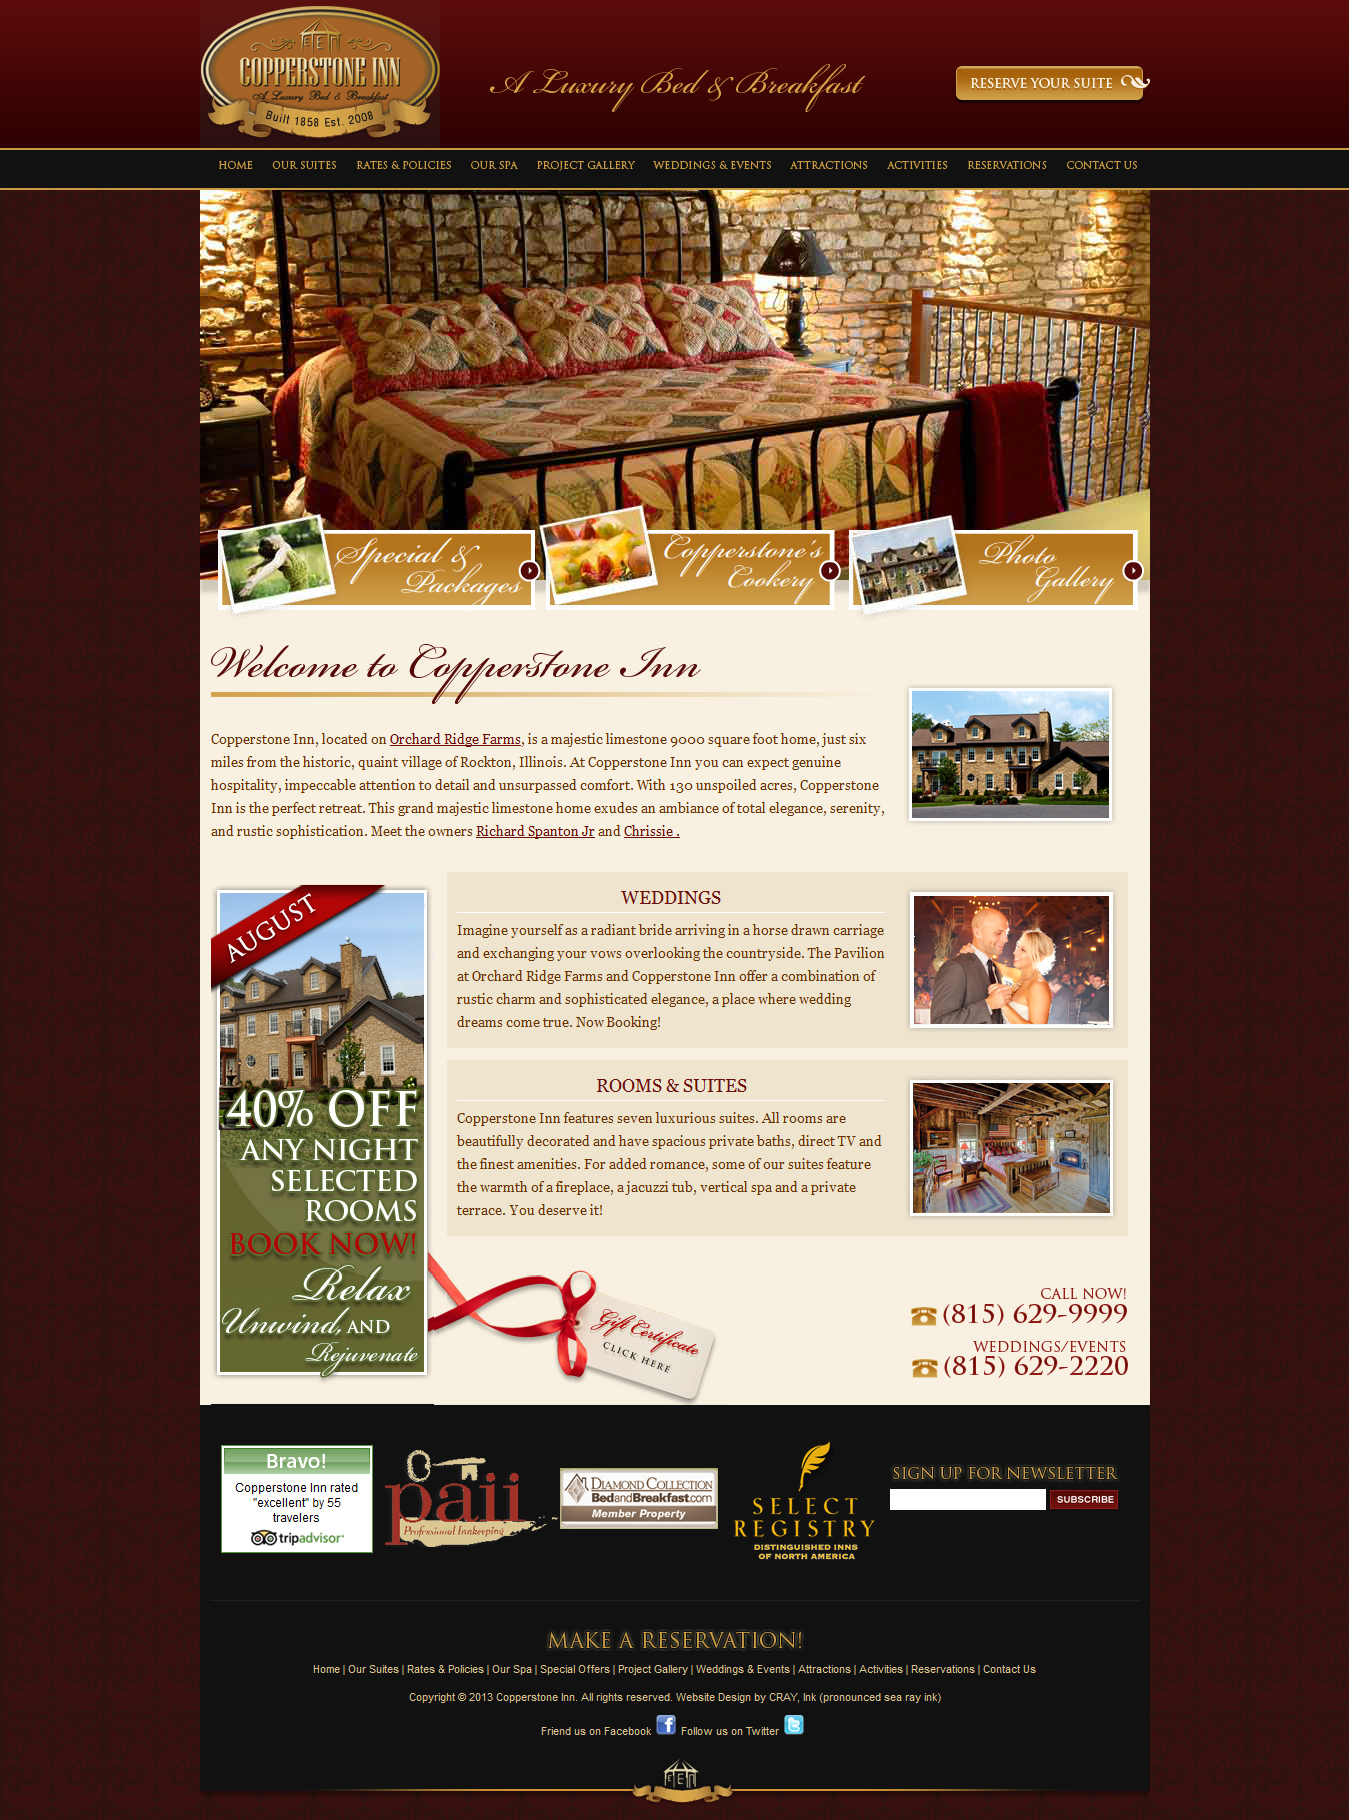 COPPERSTONE INN
A Luxury Bed & Breakfast
Built 1858 Est. 2008
A Luxury Bed & Breakfast
RESERVE YOUR SUITE
HOME OUR SUITES RATES & POLICIES OUR SPA PROJECT GALLERY WEDDINGS & EVENTS ATTRACTIONS ACTIVITIES RESERVATIONS CONTACT US
Special &
Packages
Copperstone's
Cookery
Photo
Gallery
Welcome to Copperstone Inn
Copperstone Inn, located on Orchard Ridge Farms, is a majestic limestone 9000 square foot home, just six
miles from the historic, quaint village of Rockton, Illinois. At Copperstone Inn you can expect genuine
hospitality, impeccable attention to detail and unsurpassed comfort. With 130 unspoiled acres, Copperstone
Inn is the perfect retreat. This grand majestic limestone home exudes an ambiance of total elegance, serenity,
and rustic sophistication. Meet the owners Richard Spanton Jr and Chrissie .
AUGUST
40% OFF
ANY NIGHT
SELECTED
ROOMS
BOOK NOW!
Relax
Unwind, AND
Rejuvenate
WEDDINGS
Imagine yourself as a radiant bride arriving in a horse drawn carriage
and exchanging your vows overlooking the countryside. The Pavilion
at Orchard Ridge Farms and Copperstone Inn offer a combination of
rustic charm and sophisticated elegance, a place where wedding
dreams come true. Now Booking!
ROOMS & SUITES
Copperstone Inn features seven luxurious suites. All rooms are
beautifully decorated and have spacious private baths, direct TV and
the finest amenities. For added romance, some of our suites feature
the warmth of a fireplace, a jacuzzi tub, vertical spa and a private
terrace. You deserve it!
Gift Certificate
CLICK HERE
CALL NOW!
(815) 629-9999
WEDDINGS/EVENTS
(815) 629-2220
Bravo!
Copperstone Inn rated
"excellent" by 55
travelers
tripadvisor
paii
Professional Innkeeping
DIAMOND COLLECTION
BedandBreakfast.com
Member Property
SELECT
REGISTRY
DISTINGUISHED INNS
OF NORTH AMERICA
SIGN UP FOR NEWSLETTER
SUBSCRIBE
MAKE A RESERVATION!
Home | Our Suites | Rates & Policies | Our Spa | Special Offers | Project Gallery | Weddings & Events | Attractions | Activities | Reservations | Contact Us
Copyright © 2013 Copperstone Inn. All rights reserved. Website Design by CRAY, Ink (pronounced sea ray ink)
Friend us on Facebook f Follow us on Twitter t